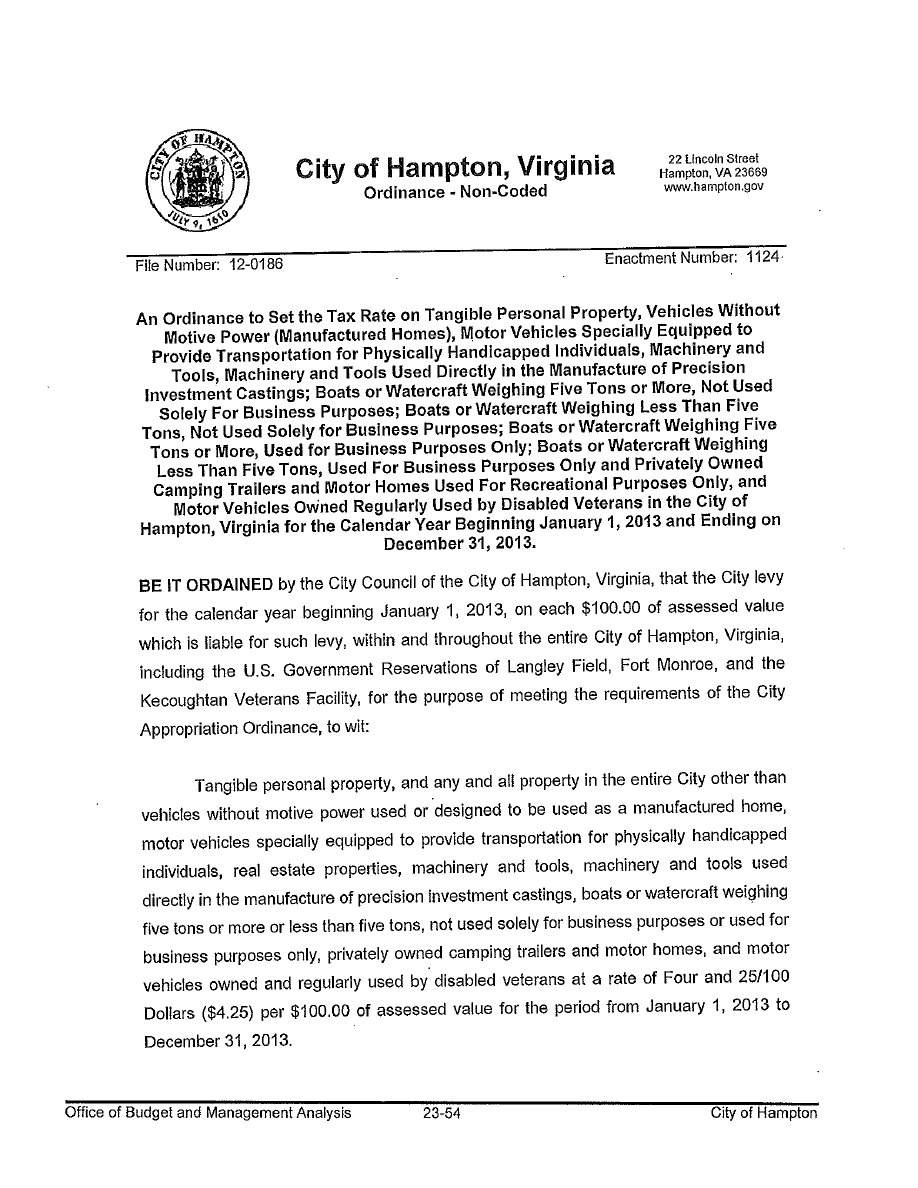 CITY OF HAMPTON
JULY 9, 1610
City of Hampton, Virginia
Ordinance - Non-Coded
22 Lincoln Street
Hampton, VA 23669
www.hampton.gov
File Number: 12-0186
Enactment Number: 1124
An Ordinance to Set the Tax Rate on Tangible Personal Property, Vehicles Without
Motive Power (Manufactured Homes), Motor Vehicles Specially Equipped to
Provide Transportation for Physically Handicapped Individuals, Machinery and
Tools, Machinery and Tools Used Directly in the Manufacture of Precision
Investment Castings; Boats or Watercraft Weighing Five Tons or More, Not Used
Solely For Business Purposes; Boats or Watercraft Weighing Less Than Five
Tons, Not Used Solely for Business Purposes; Boats or Watercraft Weighing Five
Tons or More, Used for Business Purposes Only; Boats or Watercraft Weighing
Less Than Five Tons, Used For Business Purposes Only and Privately Owned
Camping Trailers and Motor Homes Used For Recreational Purposes Only, and
Motor Vehicles Owned Regularly Used by Disabled Veterans in the City of
Hampton, Virginia for the Calendar Year Beginning January 1, 2013 and Ending on
December 31, 2013.
BE IT ORDAINED by the City Council of the City of Hampton, Virginia, that the City levy
for the calendar year beginning January 1, 2013, on each $100.00 of assessed value
which is liable for such levy, within and throughout the entire City of Hampton, Virginia,
including the U.S. Government Reservations of Langley Field, Fort Monroe, and the
Kecoughtan Veterans Facility, for the purpose of meeting the requirements of the City
Appropriation Ordinance, to wit:
Tangible personal property, and any and all property in the entire City other than
vehicles without motive power used or designed to be used as a manufactured home,
motor vehicles specially equipped to provide transportation for physically handicapped
individuals, real estate properties, machinery and tools, machinery and tools used
directly in the manufacture of precision investment castings, boats or watercraft weighing
five tons or more or less than five tons, not used solely for business purposes or used for
business purposes only, privately owned camping trailers and motor homes, and motor
vehicles owned and regularly used by disabled veterans at a rate of Four and 25/100
Dollars ($4.25) per $100.00 of assessed value for the period from January 1, 2013 to
December 31, 2013.
Office of Budget and Management Analysis
23-54
City of Hampton